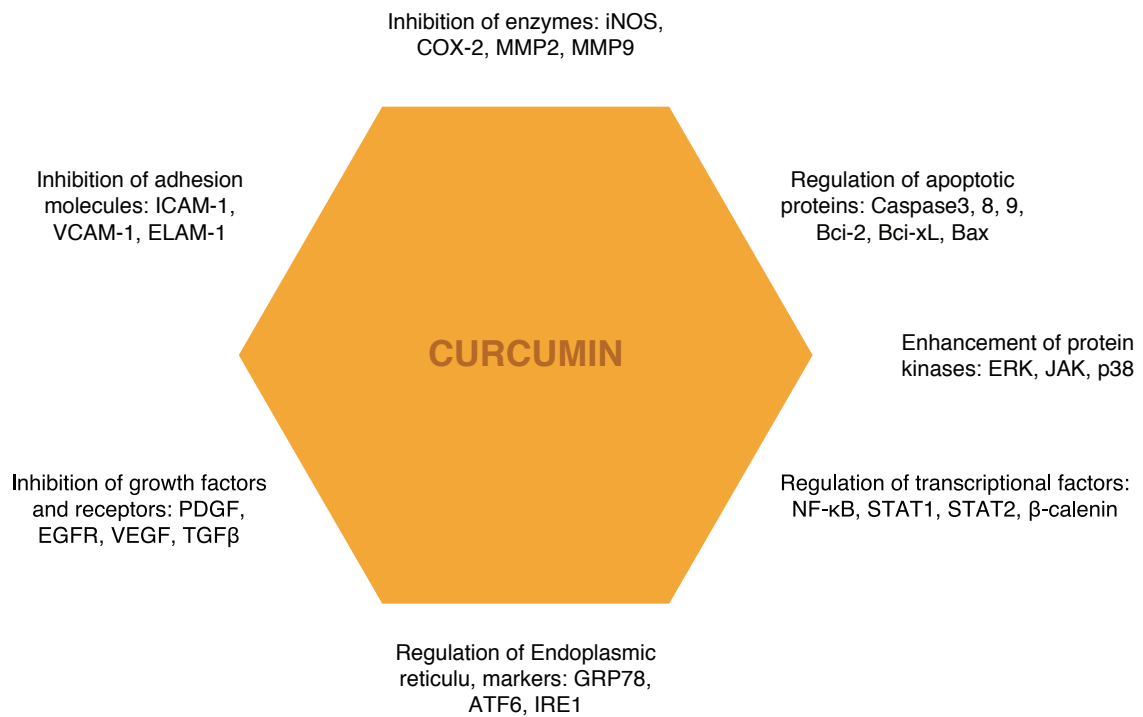 Inhibition of enzymes: iNOS,
COX-2, MMP2, MMP9
Inhibition of adhesion
molecules: ICAM-1,
VCAM-1, ELAM-1
Regulation of apoptotic
proteins: Caspase3, 8, 9,
Bci-2, Bci-xL, Bax
CURCUMIN
Enhancement of protein
kinases: ERK, JAK, p38
Inhibition of growth factors
and receptors: PDGF,
EGFR, VEGF, TGFβ
Regulation of transcriptional factors:
NF-κB, STAT1, STAT2, β-calenin
Regulation of Endoplasmic
reticulu, markers: GRP78,
ATF6, IRE1